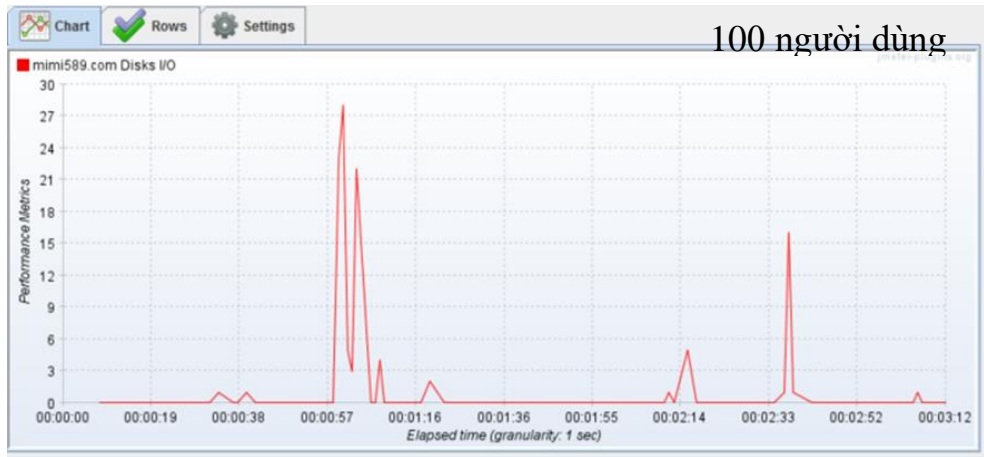 Chart Rows Settings
100 người dùng
jmeter-plugins.org
mimi589.com Disks I/O
30
27
24
21
18
15
12
9
6
3
0
Performance Metrics
00:00:00 00:00:19 00:00:38 00:00:57 00:01:16 00:01:36 00:01:55 00:02:14 00:02:33 00:02:52 00:03:12
Elapsed time (granularity: 1 sec)